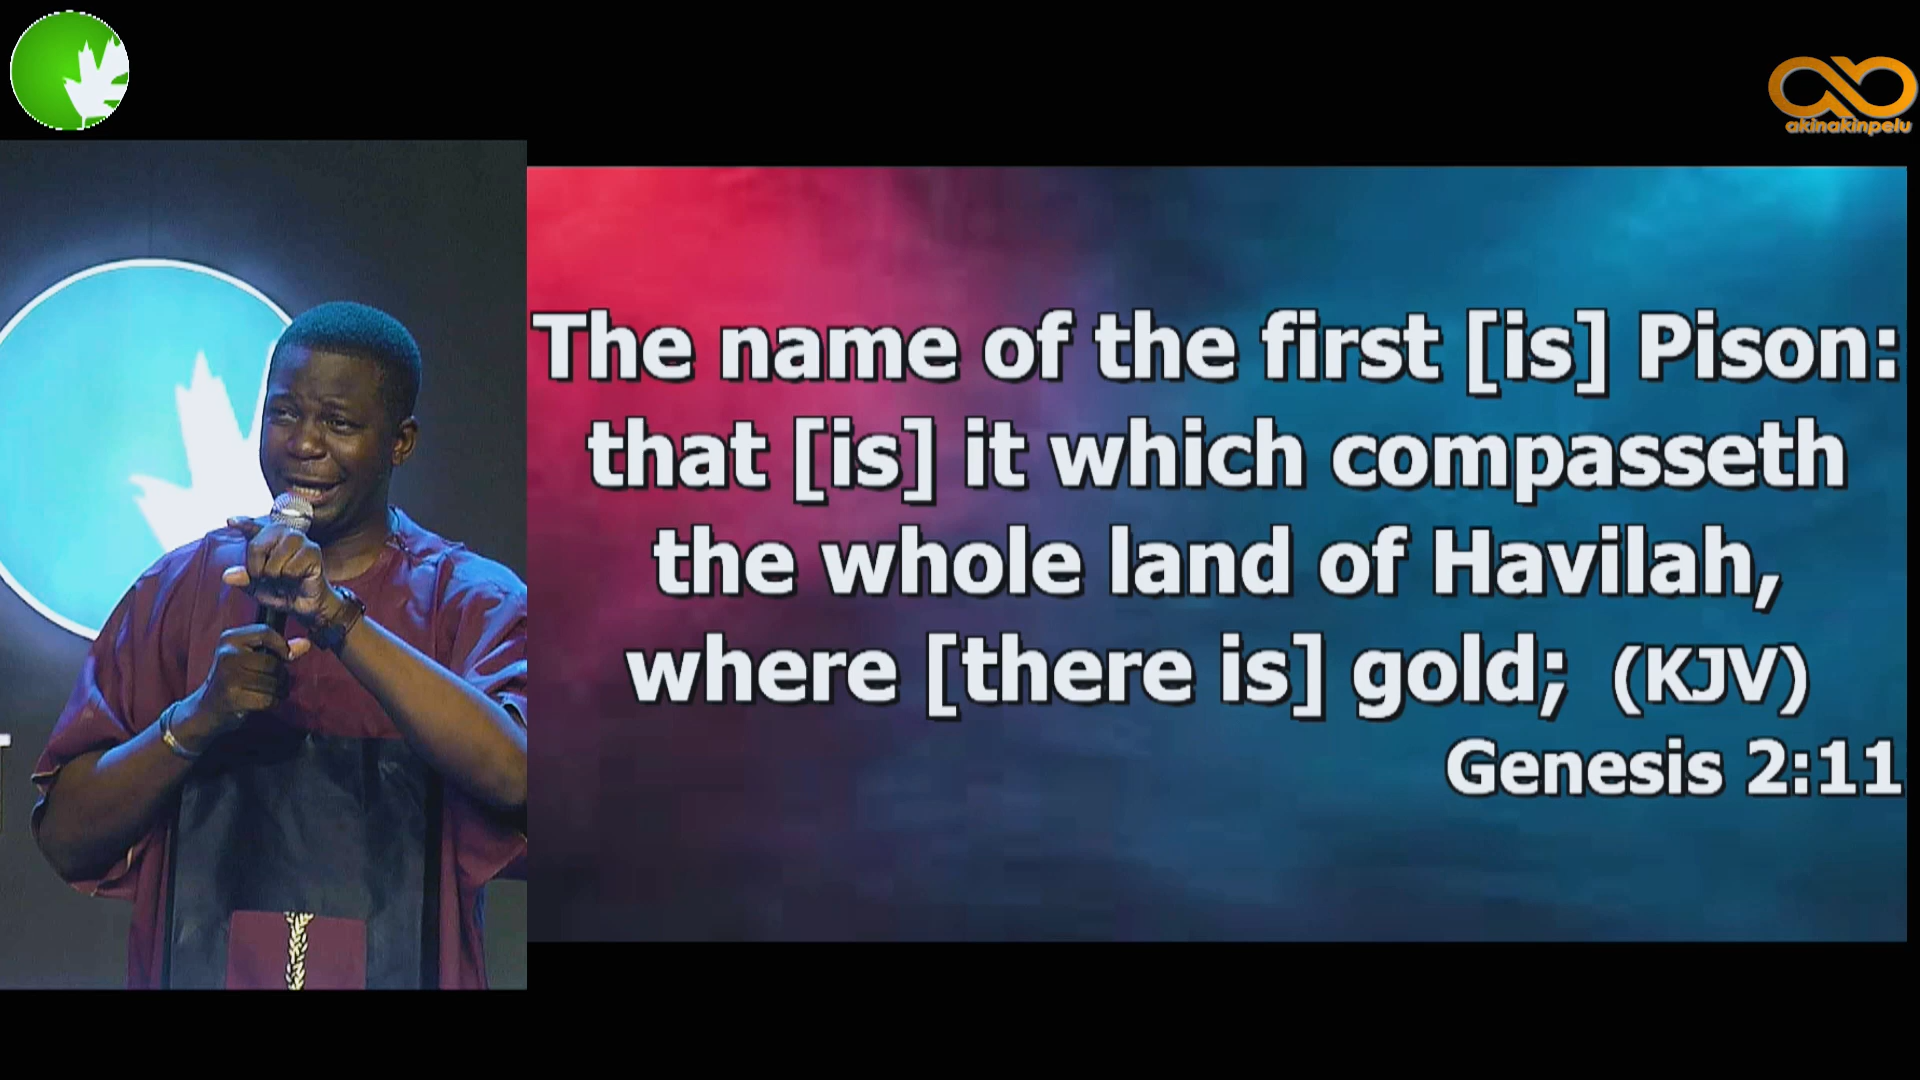 akinakinpelu
The name of the first [is] Pison:
that [is] it which compasseth
the whole land of Havilah,
where [there is] gold; (KJV)
Genesis 2:11